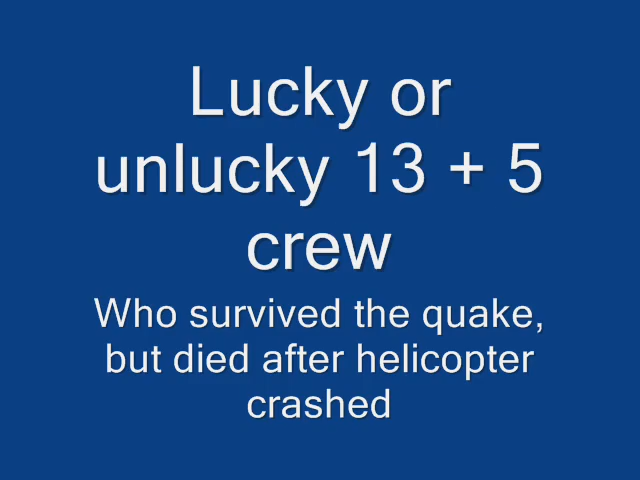 Lucky or
unlucky 13 + 5
crew
Who survived the quake,
but died after helicopter
crashed